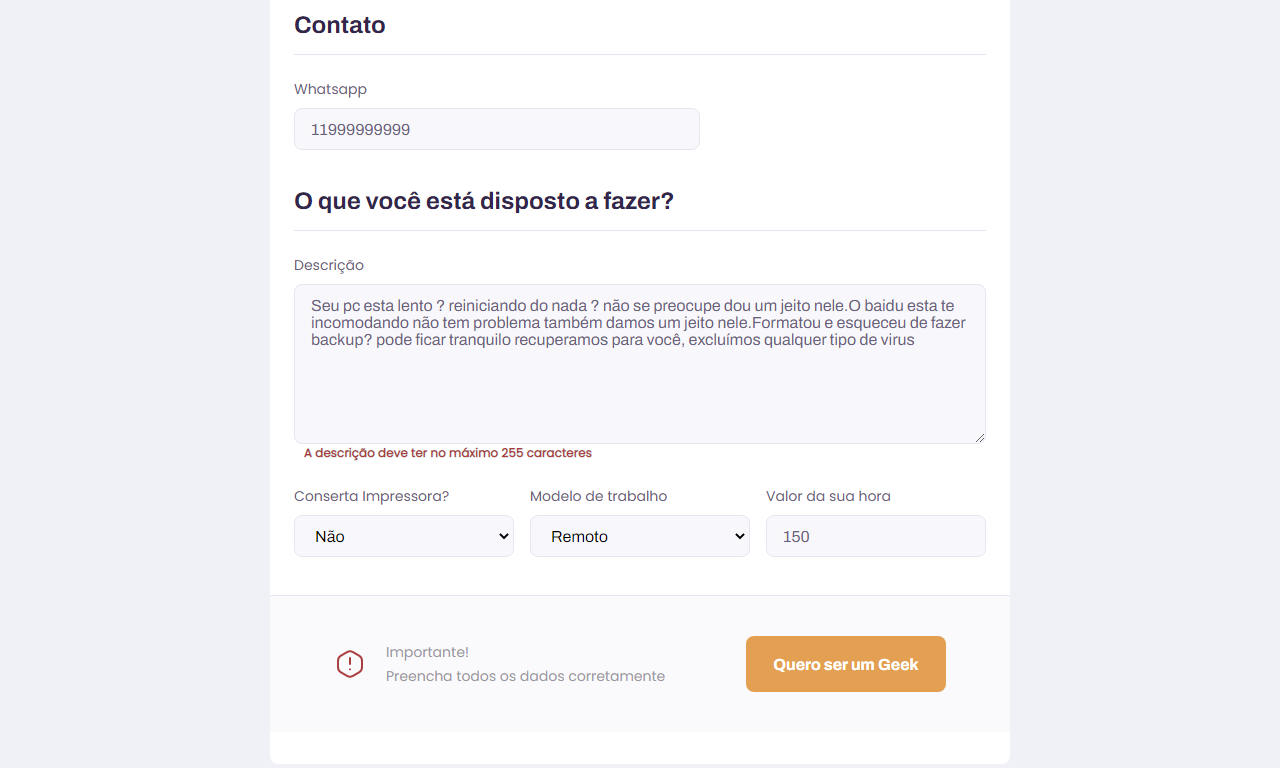 Contato
Whatsapp
11999999999
O que você está disposto a fazer?
Descrição
Seu pc esta lento ? reiniciando do nada ? não se preocupe dou um jeito nele.O baidu esta te
incomodando não tem problema também damos um jeito nele.Formatou e esqueceu de fazer
backup? pode ficar tranquilo recuperamos para você, excluímos qualquer tipo de virus
A descrição deve ter no máximo 255 caracteres
Conserta Impressora? Modelo de trabalho Valor da sua hora
Não Remoto 150
Importante!
Preencha todos os dados corretamente
Quero ser um Geek